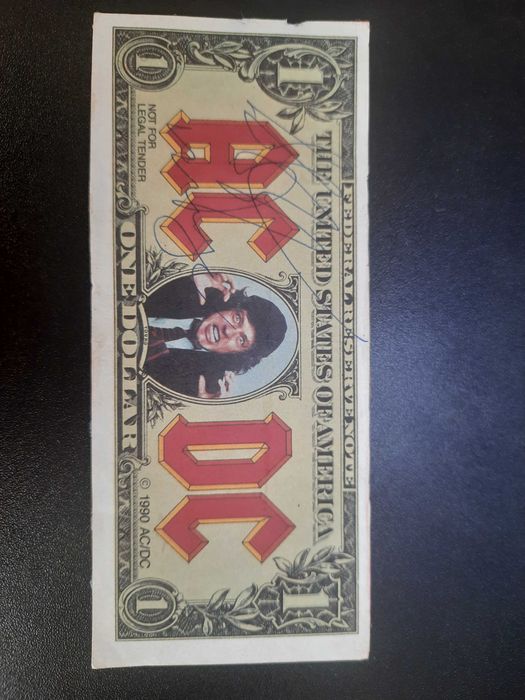 FEDERAL RESERVE NOTE
THE UNITED STATES OF AMERICA
1
1
AC DC
NOT FOR
LEGAL TENDER
© 1990 AC/DC
1
ONE DOLLAR
1